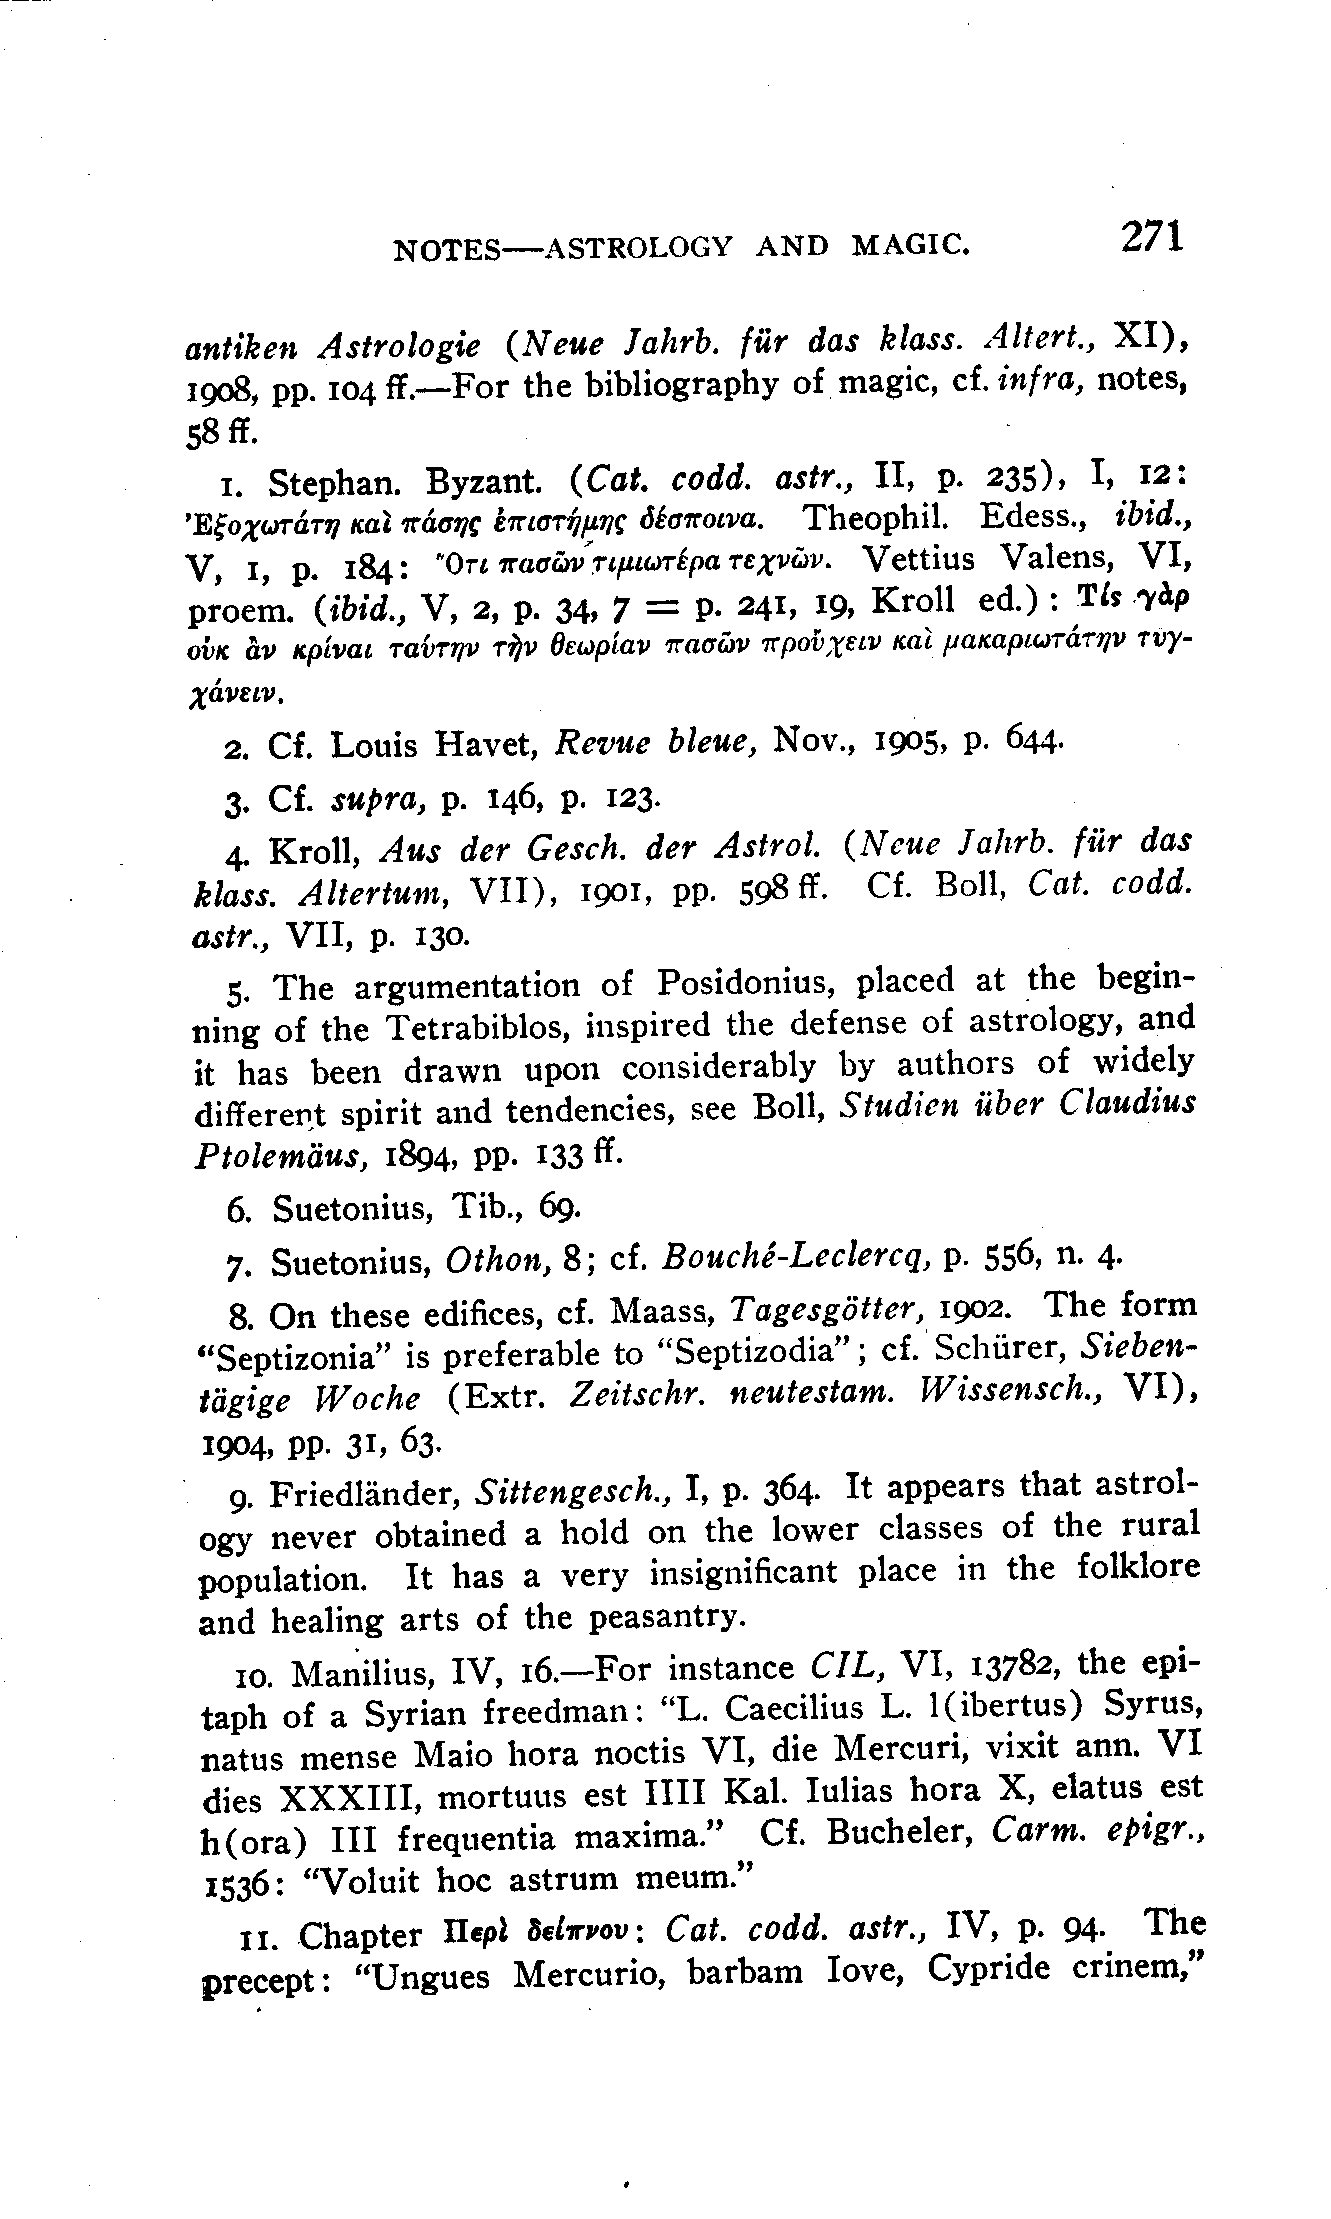 NOTES—ASTROLOGY AND MAGIC. 271
antiken Astrologie (Neue Jahrb. für das klass. Altert., XI),
1908, pp. 104 ff.—For the bibliography of magic, cf. infra, notes,
58 ff.
1. Stephan. Byzant. (Cat. codd. astr., II, p. 235), I, 12:
Ἐξοχωτάτη καὶ πάσης ἐπιστήμης δέσποινα. Theophil. Edess., ibid.,
V, 1, p. 184: Ὅτι πασῶν τιμιωτέρα τεχνῶν. Vettius Valens, VI,
proem. (ibid., V, 2, p. 34, 7 = p. 241, 19, Kroll ed.): Τίς γὰρ
οὐκ ἂν κρίναι ταύτην τὴν θεωρίαν πασῶν προὔχειν καὶ μακαριωτάτην τυγ-
χάνειν.
2. Cf. Louis Havet, Revue bleue, Nov., 1905, p. 644.
3. Cf. supra, p. 146, p. 123.
4. Kroll, Aus der Gesch. der Astrol. (Neue Jahrb. für das
klass. Altertum, VII), 1901, pp. 598 ff. Cf. Boll, Cat. codd.
astr., VII, p. 130.
5. The argumentation of Posidonius, placed at the begin-
ning of the Tetrabiblos, inspired the defense of astrology, and
it has been drawn upon considerably by authors of widely
different spirit and tendencies, see Boll, Studien über Claudius
Ptolemäus, 1894, pp. 133 ff.
6. Suetonius, Tib., 69.
7. Suetonius, Othon, 8; cf. Bouché-Leclercq, p. 556, n. 4.
8. On these edifices, cf. Maass, Tagesgötter, 1902. The form
“Septizonia” is preferable to “Septizodia”; cf. Schürer, Sieben-
tägige Woche (Extr. Zeitschr. neutestam. Wissensch., VI),
1904, pp. 31, 63.
9. Friedländer, Sittengesch., I, p. 364. It appears that astrol-
ogy never obtained a hold on the lower classes of the rural
population. It has a very insignificant place in the folklore
and healing arts of the peasantry.
10. Manilius, IV, 16.—For instance CIL, VI, 13782, the epi-
taph of a Syrian freedman: “L. Caecilius L. l(ibertus) Syrus,
natus mense Maio hora noctis VI, die Mercuri, vixit ann. VI
dies XXXIII, mortuus est IIII Kal. Iulias hora X, elatus est
h(ora) III frequentia maxima.” Cf. Bucheler, Carm. epigr.,
1536: “Voluit hoc astrum meum.”
11. Chapter Περὶ δείπνου: Cat. codd. astr., IV, p. 94. The
precept: “Ungues Mercurio, barbam Iove, Cypride crinem,”